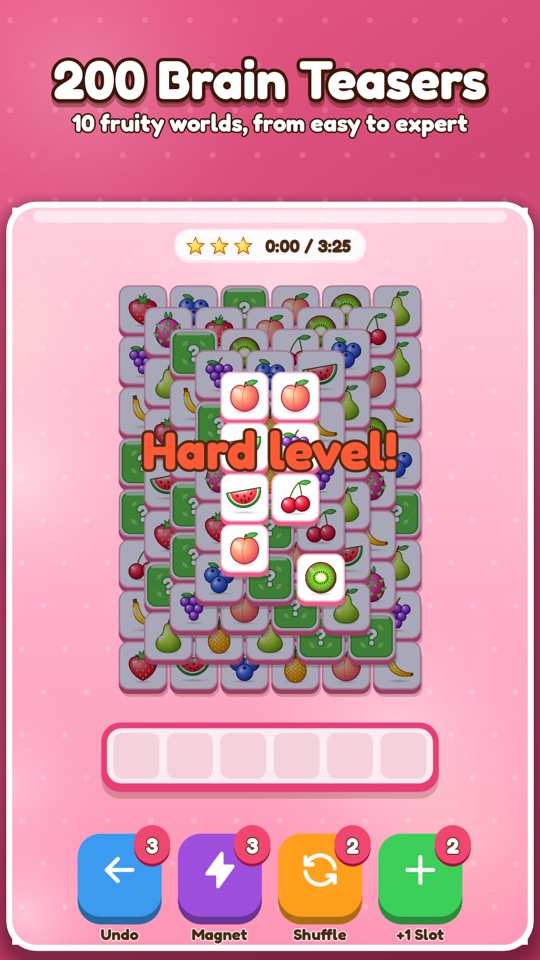 200 Brain Teasers
10 fruity worlds, from easy to expert
0:00 / 3:25
?
?
Hard level!
?
?
?
?
3
3
2
2
Undo
Magnet
Shuffle
+1 Slot